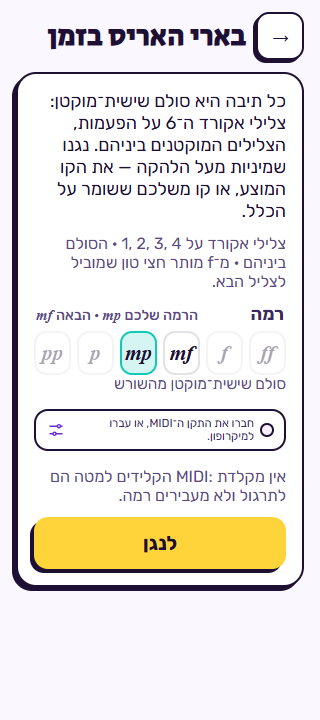 →
בארי האריס בזמן
כל תיבה היא סולם שישית־מוקטן:
צלילי אקורד ה־6 על הפעמות,
הצלילים המוקטנים ביניהם. נגנו
שמיניות מעל הלהקה — את הקו
המוצע, או קו משלכם ששומר על
הכלל.
צלילי אקורד על 1, 2, 3, 4 • הסולם
ביניהם • מ־f מותר חצי טון שמוביל
לצליל הבא.
רמה
הרמה שלכם mp • הבאה mf
pp p mp mf f ff
סולם שישית־מוקטן מהשורש
חברו את התקן ה־MIDI, או עברו
למיקרופון.
אין מקלדת MIDI: הקלידים למטה הם
לתרגול ולא מעבירים רמה.
לנגן